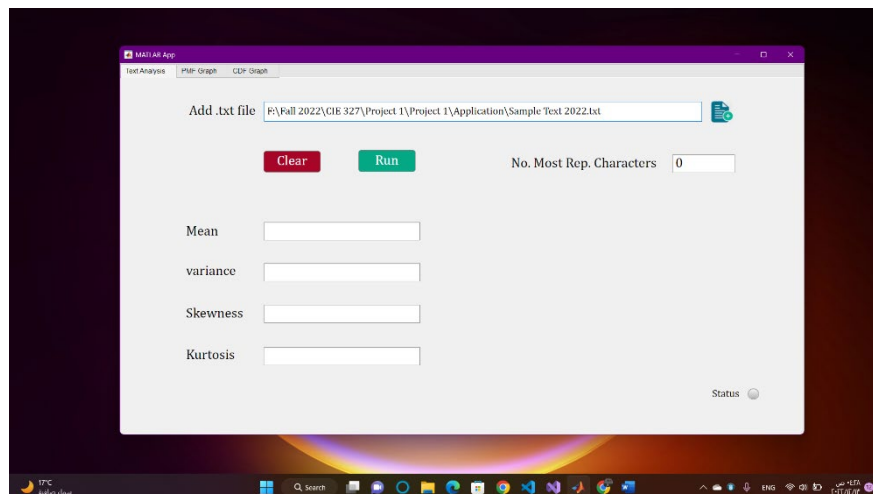 MATLAB App
Text Analysis PMF Graph CDF Graph
Add .txt file F:\Fall 2022\CIE 327\Project 1\Project 1\Application\Sample Text 2022.txt
Clear Run No. Most Rep. Characters 0
Mean
variance
Skewness
Kurtosis
Status
17°C
Search ENG